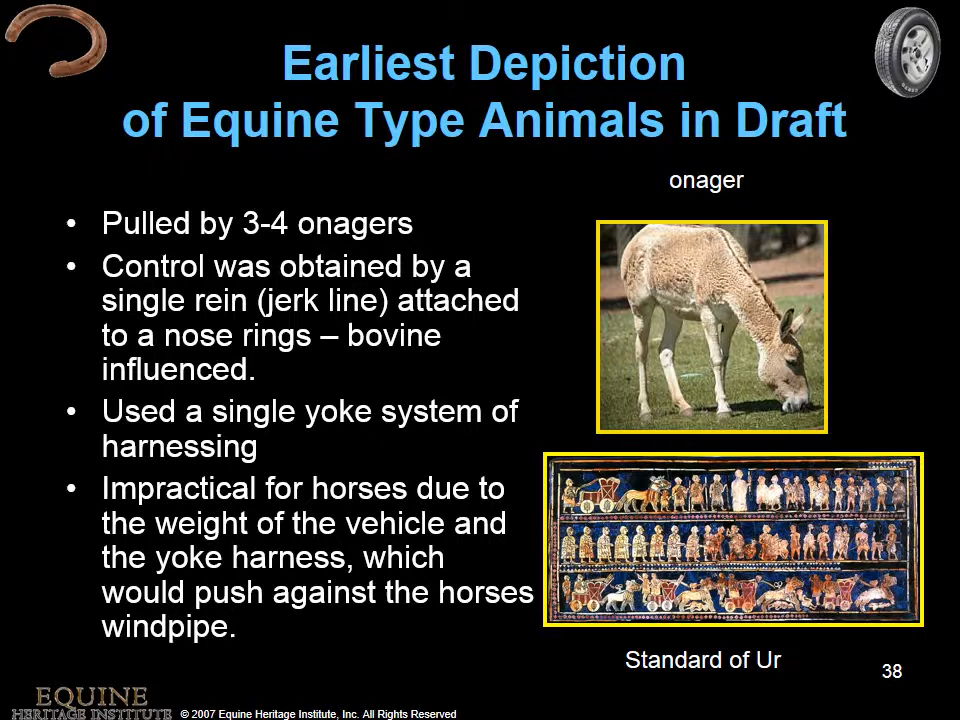 Earliest Depiction
of Equine Type Animals in Draft
onager
• Pulled by 3-4 onagers
• Control was obtained by a
single rein (jerk line) attached
to a nose rings – bovine
influenced.
• Used a single yoke system of
harnessing
• Impractical for horses due to
the weight of the vehicle and
the yoke harness, which
would push against the horses
windpipe.
Standard of Ur
38
EQUINE
HERITAGE INSTITUTE
© 2007 Equine Heritage Institute, Inc. All Rights Reserved